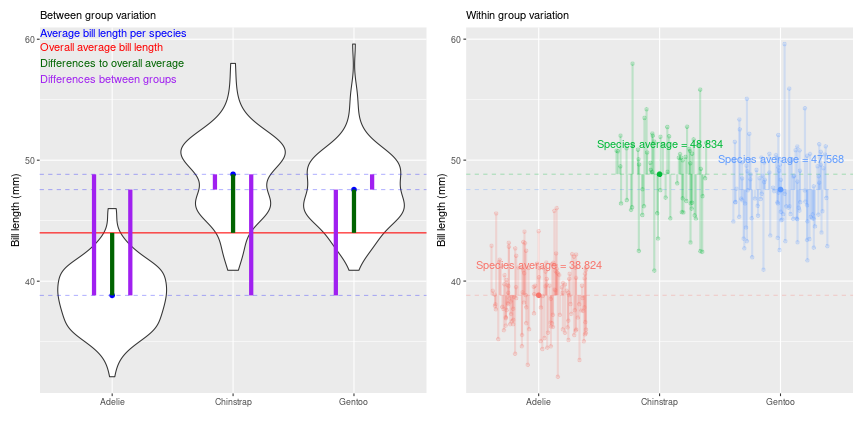 Between group variation
Average bill length per species
Overall average bill length
Differences to overall average
Differences between groups
Bill length (mm)
60
50
40
Adelie
Chinstrap
Gentoo
Within group variation
Bill length (mm)
60
50
40
Species average = 48.834
Species average = 47.568
Species average = 38.824
Adelie
Chinstrap
Gentoo